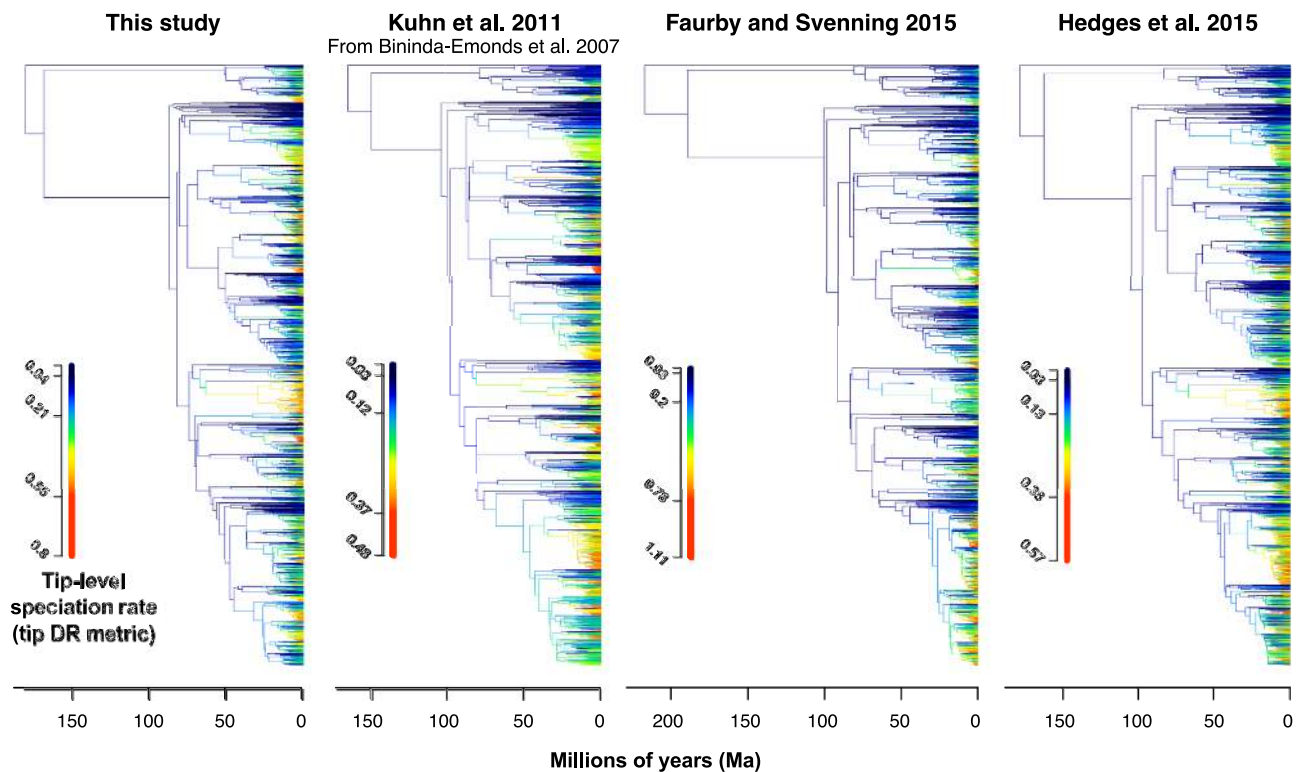 This study
Kuhn et al. 2011
From Bininda-Emonds et al. 2007
Faurby and Svenning 2015
Hedges et al. 2015
0.04
0.21
0.55
0.8
Tip-level
speciation rate
(tip DR metric)
0.03
0.12
0.37
0.48
0.03
0.2
0.78
1.11
0.03
0.13
0.38
0.57
150 100 50 0
150 100 50 0
200 150 100 50 0
150 100 50 0
Millions of years (Ma)